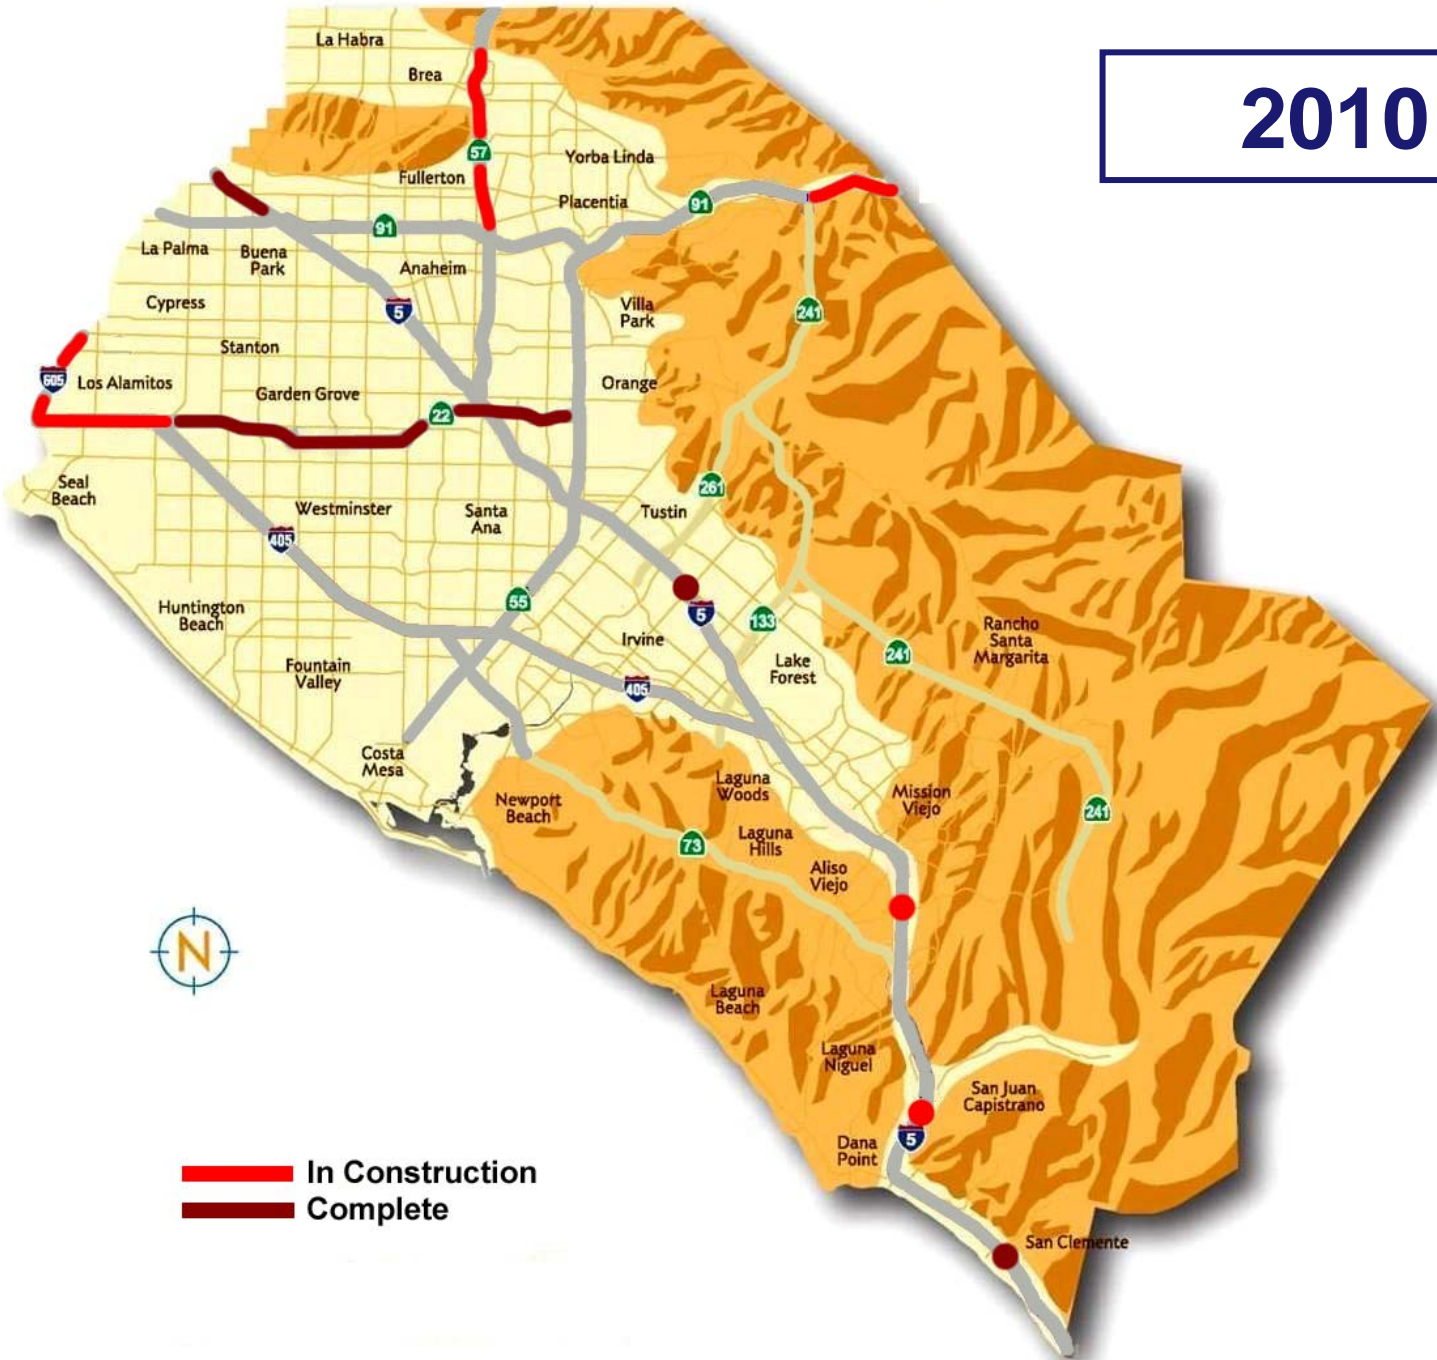 La Habra
Brea
2010
57
Yorba Linda
Fullerton
Placentia
91
91
La Palma
Buena
Park
Anaheim
Cypress
5
Villa
Park
241
Stanton
605
Los Alamitos
Garden Grove
Orange
22
Seal
Beach
261
Westminster
Santa
Ana
Tustin
405
55
Huntington
Beach
5
133
Irvine
Rancho
Santa
Margarita
241
Fountain
Valley
Lake
Forest
405
Costa
Mesa
Laguna
Woods
Newport
Beach
Mission
Viejo
241
73
Laguna
Hills
Aliso
Viejo
N
Laguna
Beach
Laguna
Niguel
San Juan
Capistrano
5
Dana
Point
In Construction
Complete
San Clemente